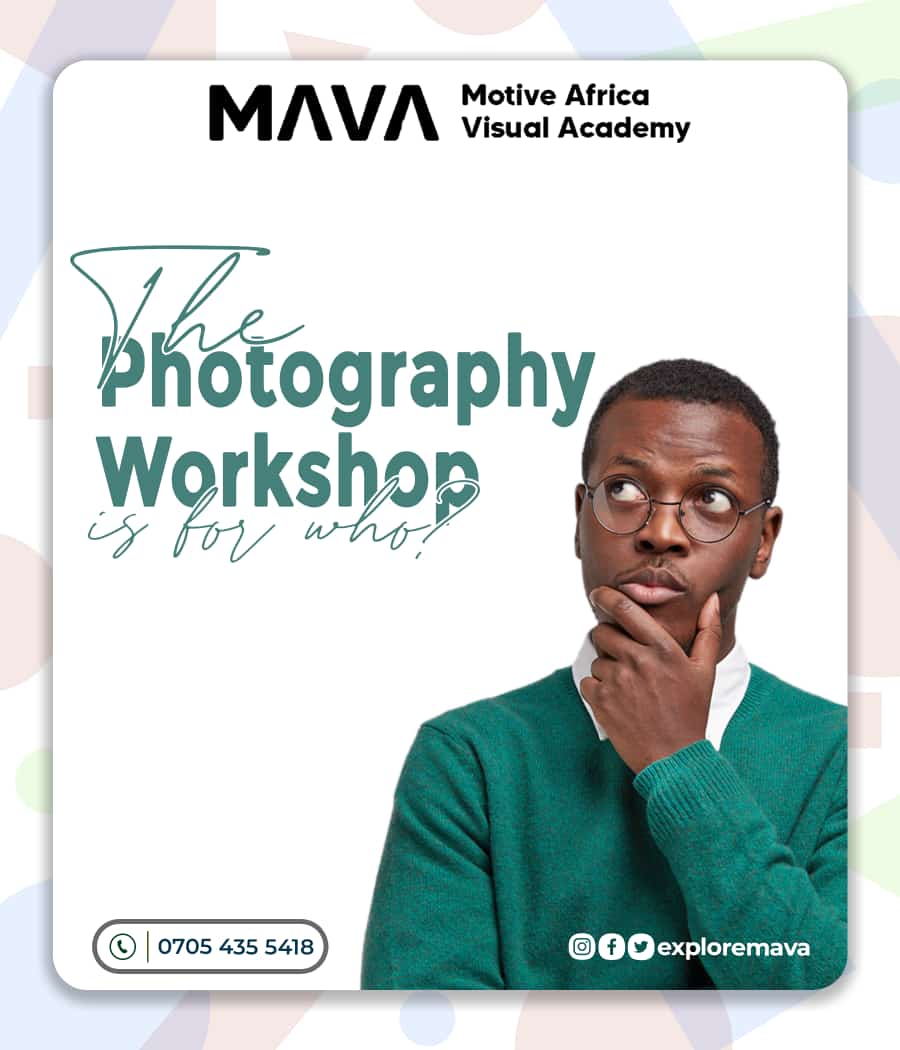 MAVA
Motive Africa
Visual Academy
The
Photography
Workshop
is for who?
0705 435 5418
exploremava